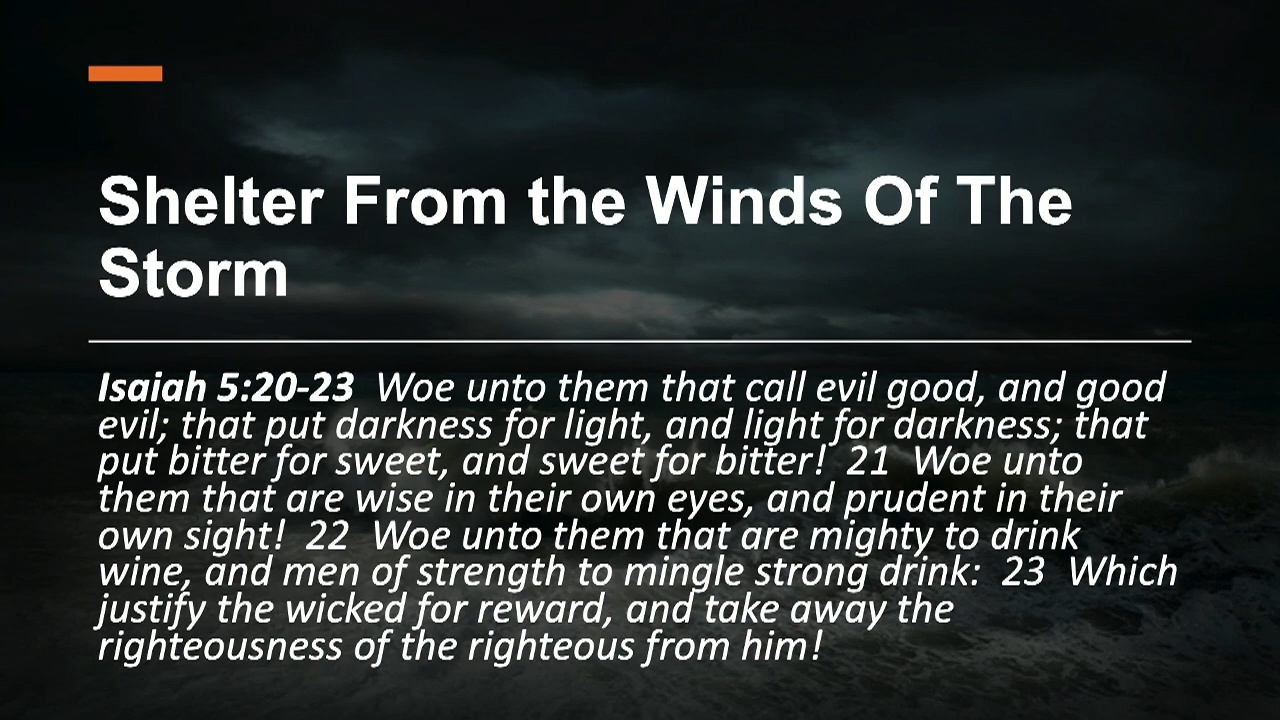 Shelter From the Winds Of The
Storm
Isaiah 5:20-23  Woe unto them that call evil good, and good
evil; that put darkness for light, and light for darkness; that
put bitter for sweet, and sweet for bitter!  21  Woe unto
them that are wise in their own eyes, and prudent in their
own sight!  22  Woe unto them that are mighty to drink
wine, and men of strength to mingle strong drink:  23  Which
justify the wicked for reward, and take away the
righteousness of the righteous from him!